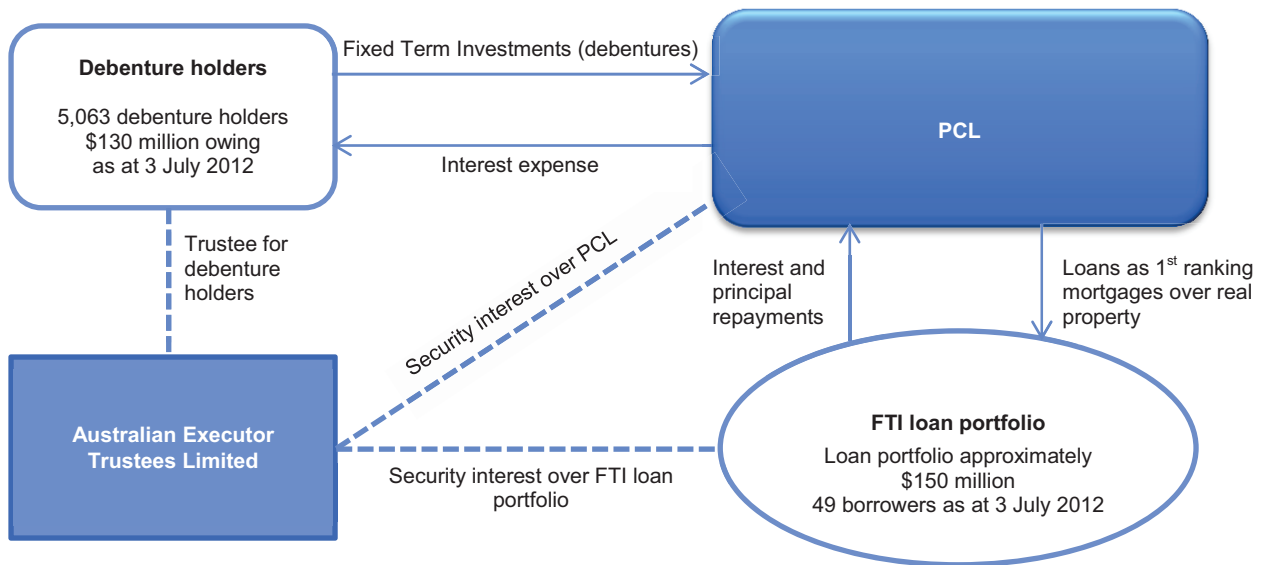 Debenture holders
5,063 debenture holders
$130 million owing
as at 3 July 2012
Fixed Term Investments (debentures)
Interest expense
PCL
Trustee for
debenture
holders
Security interest over PCL
Interest and
principal
repayments
Loans as 1st ranking
mortgages over real
property
Australian Executor
Trustees Limited
Security interest over FTI loan
portfolio
FTI loan portfolio
Loan portfolio approximately
$150 million
49 borrowers as at 3 July 2012